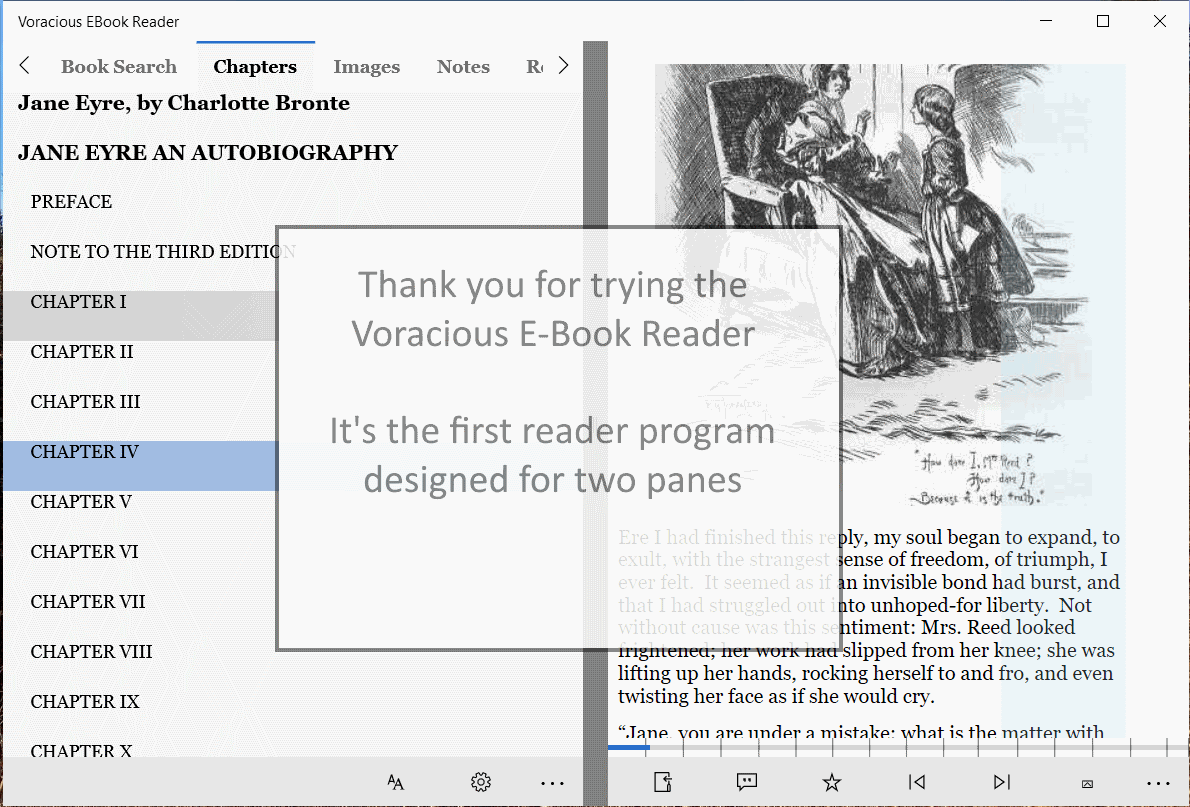 Voracious EBook Reader
Book Search
Chapters
Images
Notes
Jane Eyre, by Charlotte Bronte
JANE EYRE AN AUTOBIOGRAPHY
PREFACE
NOTE TO THE THIRD EDITION
CHAPTER I
CHAPTER II
CHAPTER III
CHAPTER IV
CHAPTER V
CHAPTER VI
CHAPTER VII
CHAPTER VIII
CHAPTER IX
CHAPTER X
Thank you for trying the
Voracious E-Book Reader
It's the first reader program
designed for two panes
"How dare I, Mrs Reed?
How dare I?
Because it is the truth."
Ere I had finished this reply, my soul began to expand, to
exult, with the strangest sense of freedom, of triumph, I
ever felt. It seemed as if an invisible bond had burst, and
that I had struggled out into unhoped-for liberty. Not
without cause was this sentiment: Mrs. Reed looked
frightened; her work had slipped from her knee; she was
lifting up her hands, rocking herself to and fro, and even
twisting her face as if she would cry.
“Jane, you are under a mistake: what is the matter with
AA